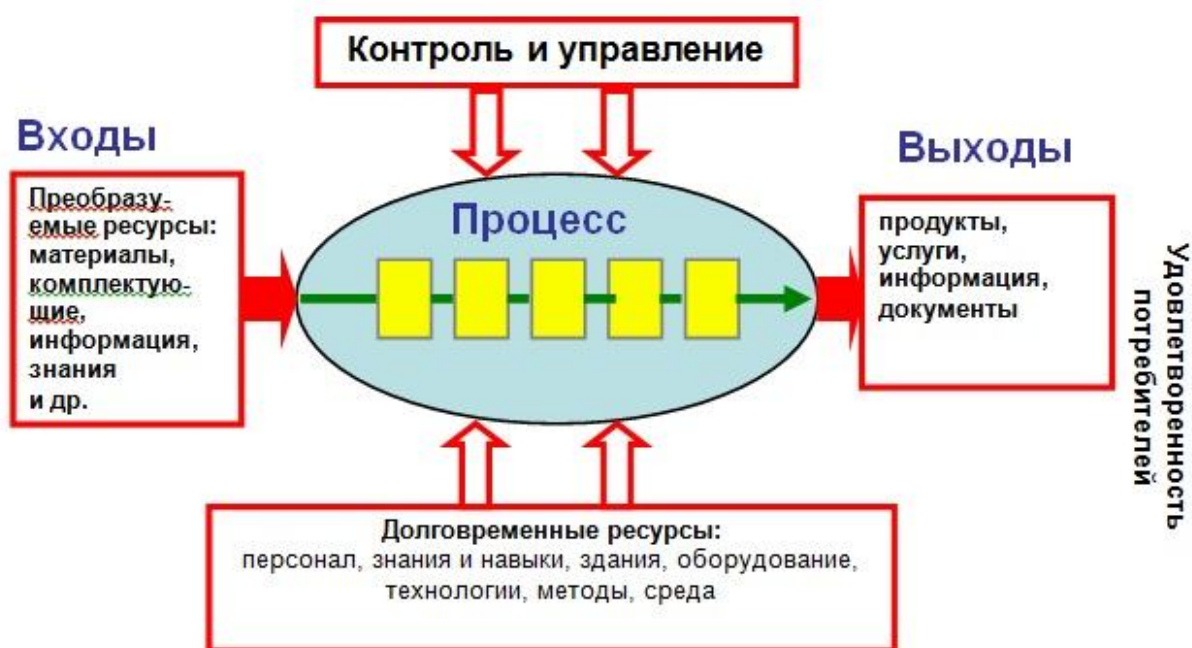 Контроль и управление
Входы
Преобразу-
емые ресурсы:
материалы,
комплектую-
щие,
информация,
знания
и др.
Процесс
Выходы
продукты,
услуги,
информация,
документы
Удовлетворенность
потребителей
Долговременные ресурсы:
персонал, знания и навыки, здания, оборудование,
технологии, методы, среда